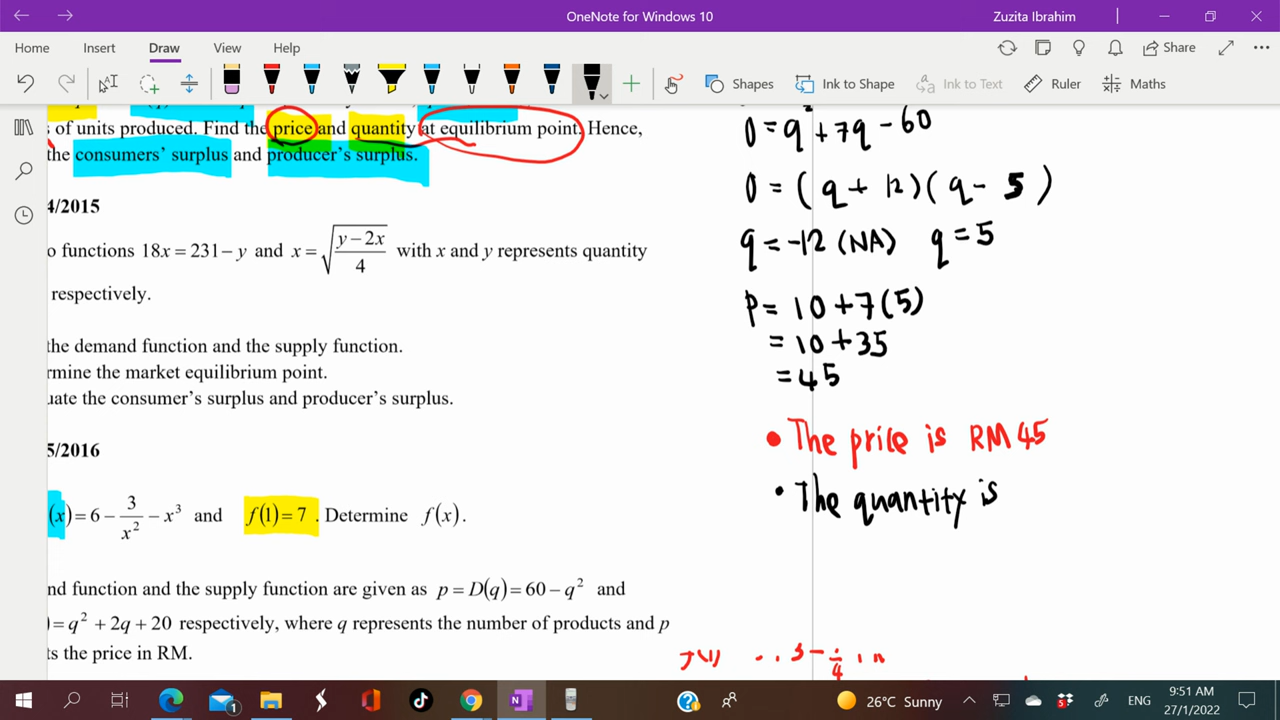 OneNote for Windows 10
Zuzita Ibrahim
Home Insert Draw View Help
Share
Shapes Ink to Shape Ink to Text Ruler Maths
of units produced. Find the price and quantity at equilibrium point. Hence,
the consumers' surplus and producer's surplus.
4/2015
o functions 18x = 231 − y and x = √((y − 2x)/4) with x and y represents quantity
respectively.
the demand function and the supply function.
rmine the market equilibrium point.
uate the consumer's surplus and producer's surplus.
5/2016
(x) = 6 − 3/x² − x³ and f(1) = 7 . Determine f(x).
nd function and the supply function are given as p = D(q) = 60 − q² and
) = q² + 2q + 20 respectively, where q represents the number of products and p
ts the price in RM.
0 = q² + 7q − 60
0 = (q + 12)(q − 5)
q = −12 (NA) q = 5
p = 10 + 7(5)
= 10 + 35
= 45
• The price is RM 45
• The quantity is
26°C Sunny
ENG
9:51 AM
27/1/2022